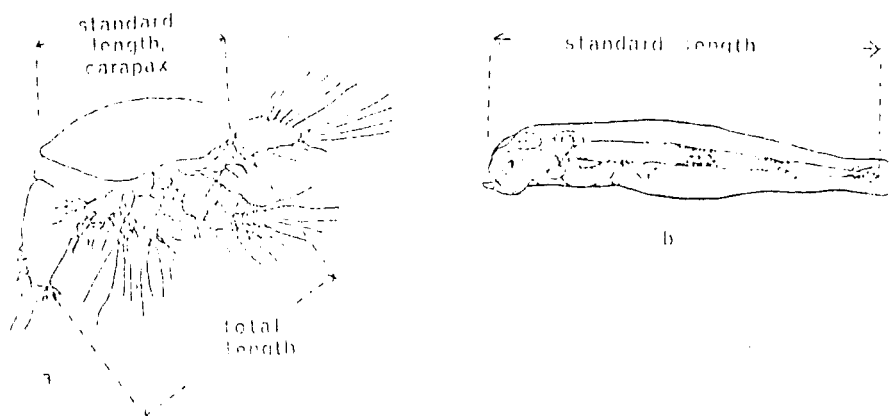 standard
length,
carapax
standard length
b
total
length
a